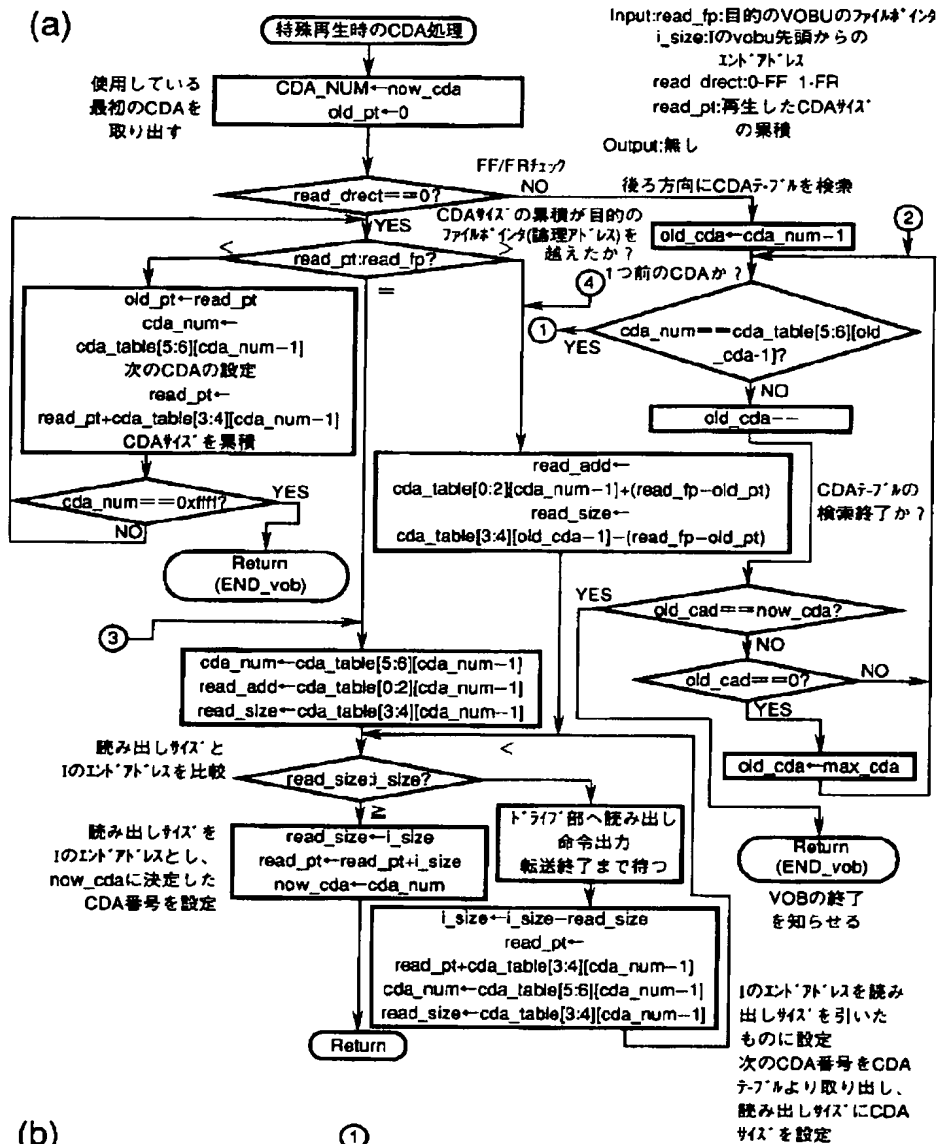 (a)
特殊再生時のCDA処理
Input:read_fp:目的のVOBUのファイルポインタ
i_size:Iのvobu先頭からの
エンドアドレス
read drect:0-FF 1-FR
read_pt:再生したCDAサイズ
の累積
Output:無し
使用している
最初のCDAを
取り出す
CDA_NUM←now_cda
old_pt←0
FF/FRチェック
read_drect==0?
NO
YES
後ろ方向にCDAテーブルを検索
CDAサイズの累積が目的の
ファイルポインタ(論理アドレス)を
越えたか?
old_cda←cda_num-1
②
<
read_pt:read_fp?
>
=
④
1つ前のCDAか?
old_pt←read_pt
cda_num←
cda_table[5:6][cda_num-1]
次のCDAの設定
read_pt←
read_pt+cda_table[3:4][cda_num-1]
CDAサイズを累積
①
YES
cda_num==cda_table[5:6][old
_cda-1]?
NO
old_cda--
cda_num==0xffff?
YES
NO
Return
(END_vob)
read_add←
cda_table[0:2][cda_num-1]+(read_fp-old_pt)
read_size←
cda_table[3:4][old_cda-1]-(read_fp-old_pt)
CDAテーブルの
検索終了か?
YES
old_cad==now_cda?
NO
③
old_cad==0?
NO
YES
cda_num←cda_table[5:6][cda_num-1]
read_add←cda_table[0:2][cda_num-1]
read_size←cda_table[3:4][cda_num-1]
old_cda←max_cda
読み出しサイズと
Iのエンドアドレスを比較
read_size:i_size?
<
≧
読み出しサイズを
Iのエンドアドレスとし、
now_cdaに決定した
CDA番号を設定
read_size←i_size
read_pt←read_pt+i_size
now_cda←cda_num
ドライブ部へ読み出し
命令出力
転送終了まで待つ
Return
(END_vob)
VOBの終了
を知らせる
i_size←i_size-read_size
read_pt←
read_pt+cda_table[3:4][cda_num-1]
cda_num←cda_table[5:6][cda_num-1]
read_size←cda_table[3:4][cda_num-1]
Return
Iのエンドアドレスを読み
出しサイズを引いた
ものに設定
次のCDA番号をCDA
テーブルより取り出し、
読み出しサイズにCDA
サイズを設定
(b)
①